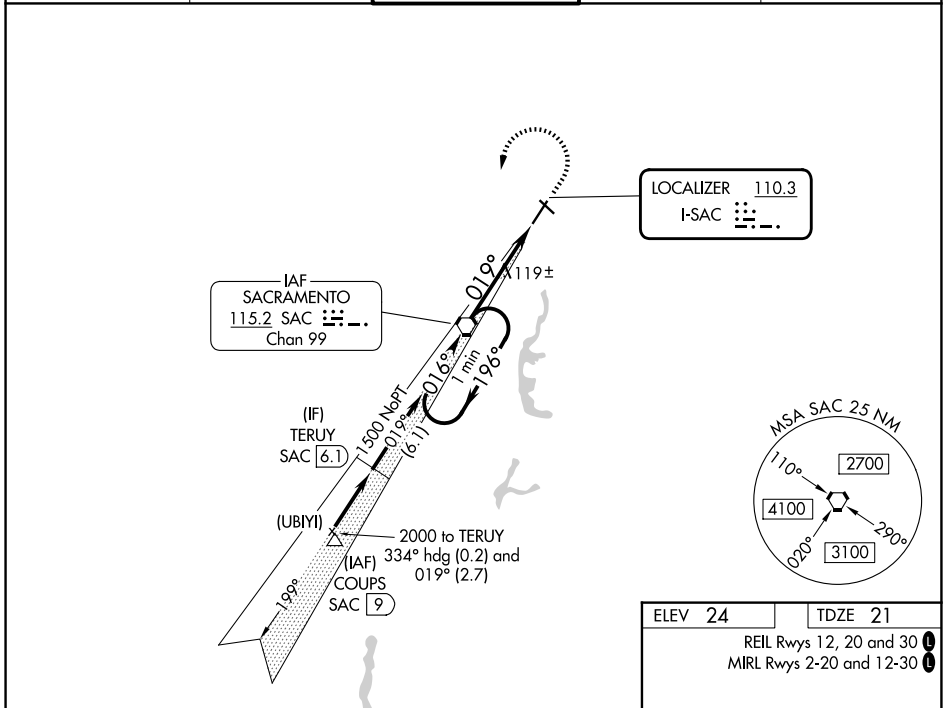 LOCALIZER 110.3
I-SAC
119±
019°
IAF
SACRAMENTO
115.2 SAC
Chan 99
016°
1 min
196°
1500 NoPT
019°
(6.1)
(IF)
TERUY
SAC 6.1
(UBIYI)
2000 to TERUY
334° hdg (0.2) and
019° (2.7)
(IAF)
COUPS
SAC 9
199°
MSA SAC 25 NM
110°
2700
4100
290°
020°
3100
ELEV 24
TDZE 21
REIL Rwys 12, 20 and 30 L
MIRL Rwys 2-20 and 12-30 L